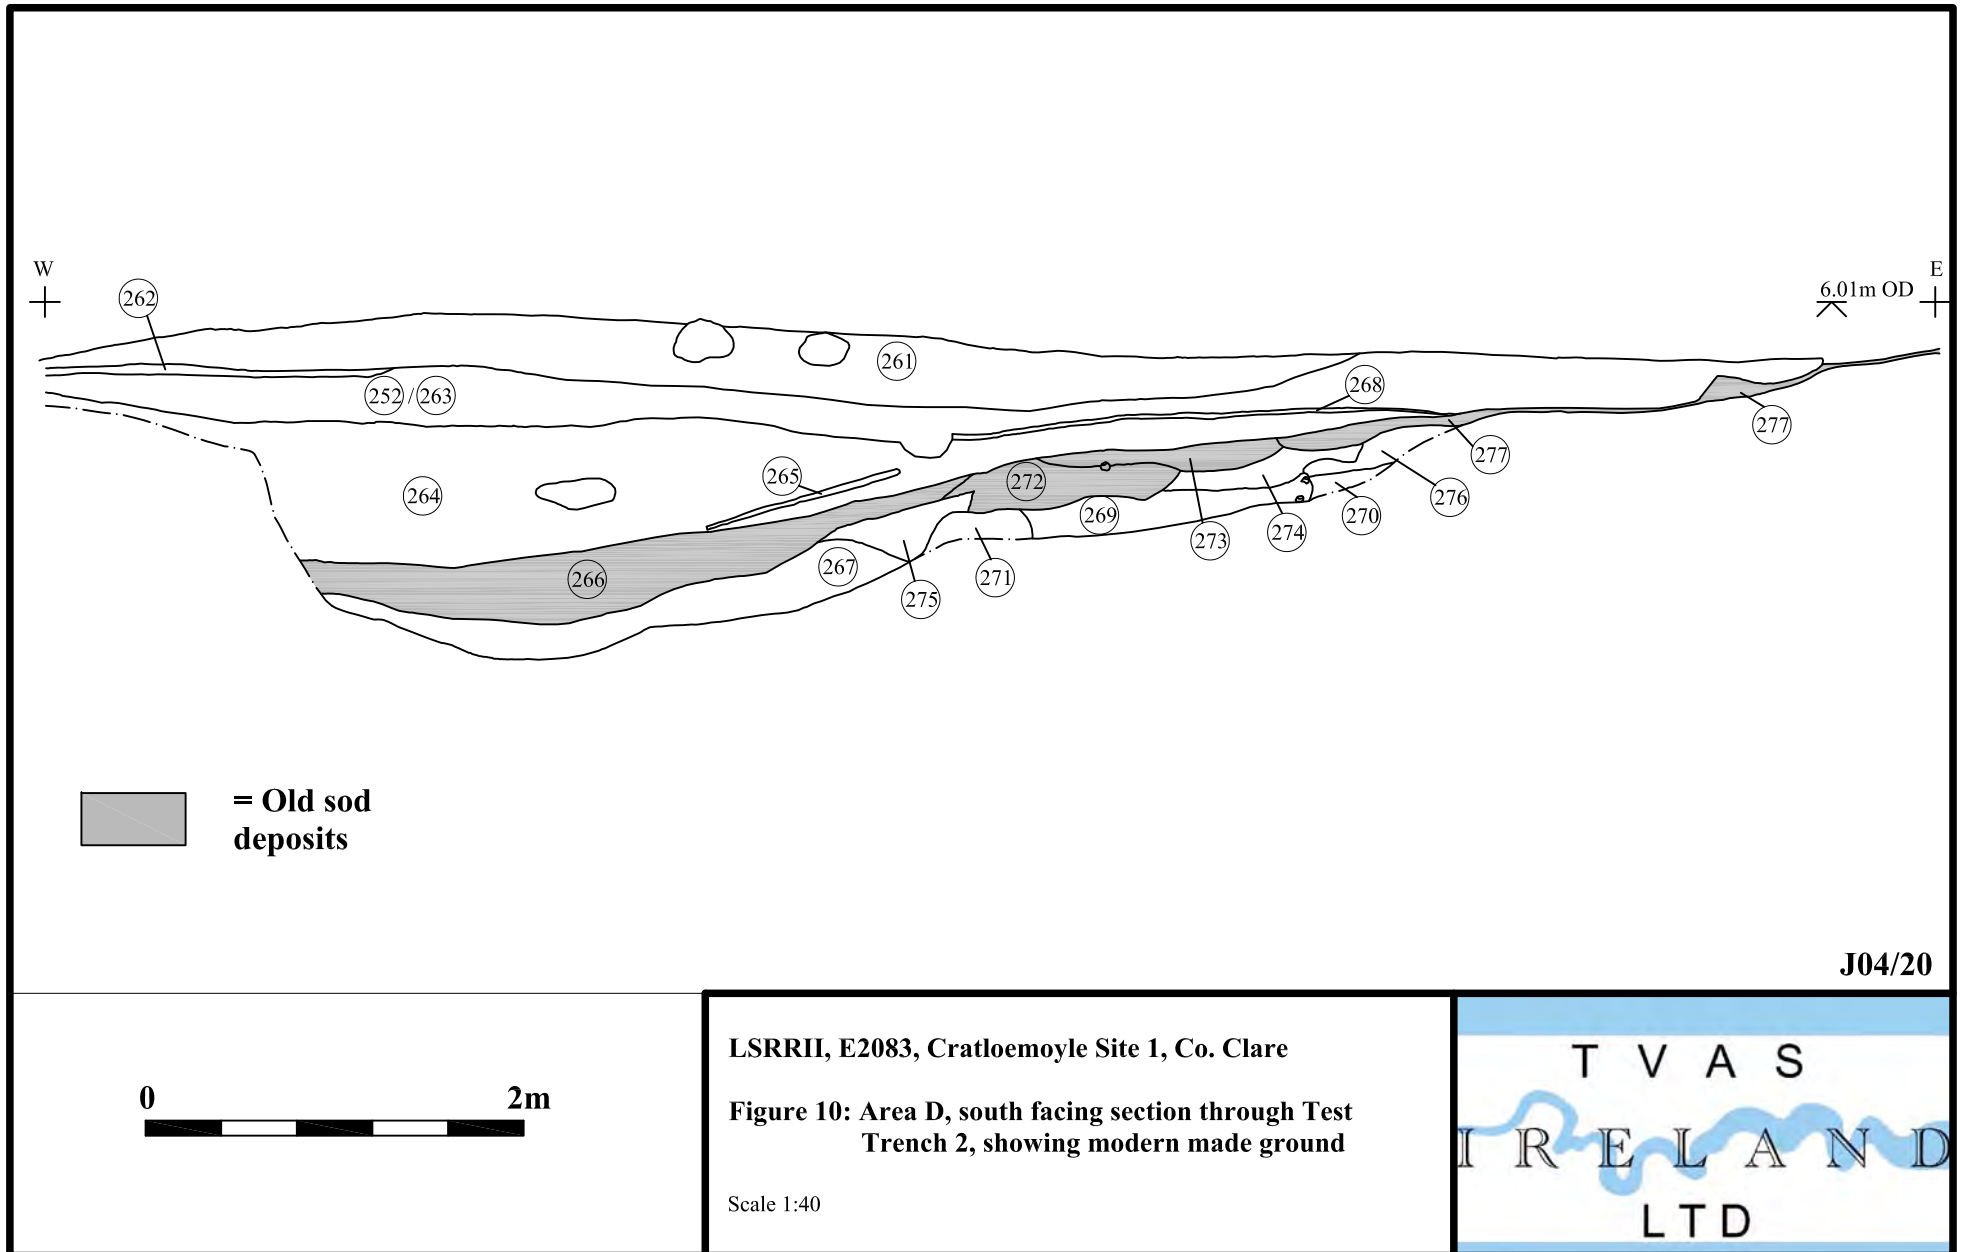 W
E
6.01m OD
262
261
252 / 263
268
277
265
264
272
277
276
269
270
273
274
266
267
271
275
= Old sod
deposits
J04/20
0 2m
LSRRII, E2083, Cratloemoyle Site 1, Co. Clare
Figure 10: Area D, south facing section through Test
Trench 2, showing modern made ground
Scale 1:40
T V A S
I R E L A N D
L T D